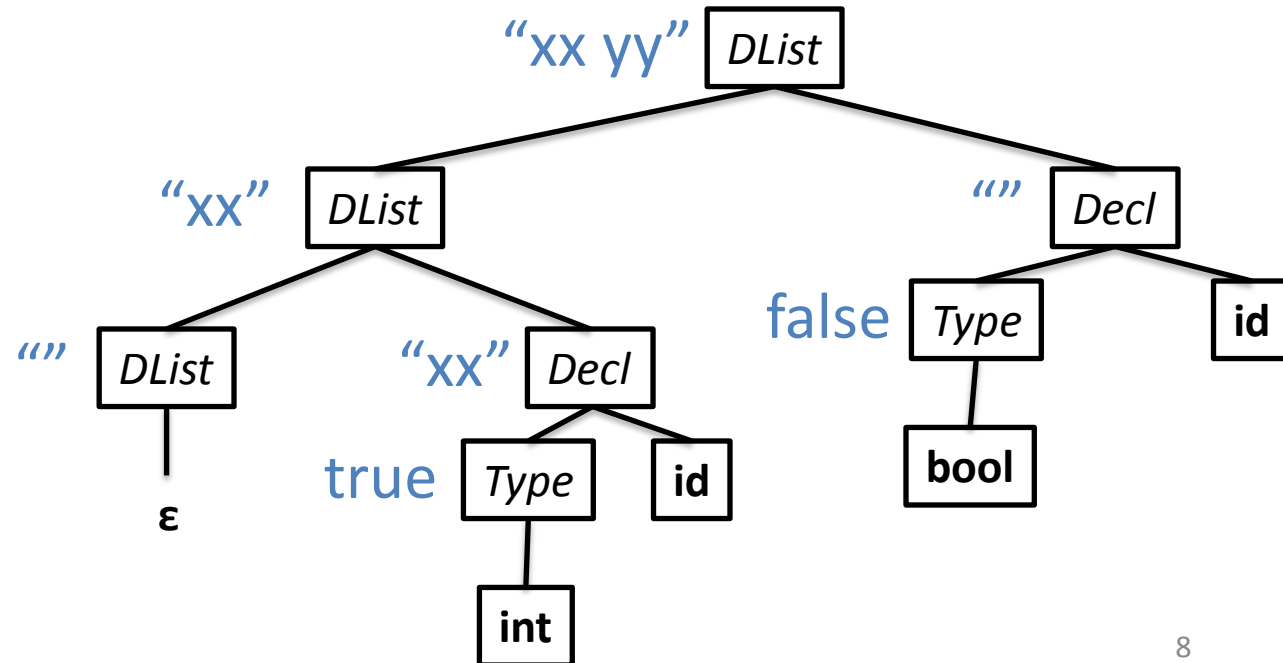 “xx yy” DList
“xx” DList “” Decl
false Type id
“” DList “xx” Decl
bool
true Type id
ε
int
8